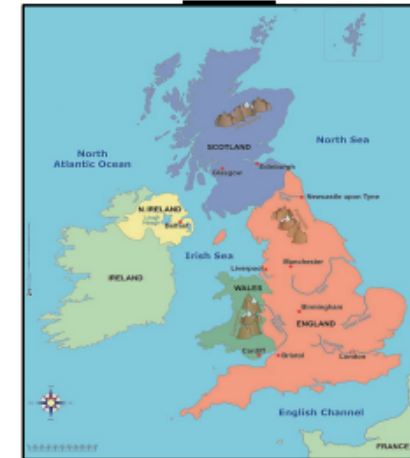 North Sea
SCOTLAND
North
Atlantic Ocean
Glasgow
Edinburgh
Newcastle upon Tyne
N.IRELAND
Lough
Belfast
Irish Sea
IRELAND
Liverpool
Manchester
WALES
Birmingham
ENGLAND
Cardiff
Bristol
London
English Channel
FRANCE